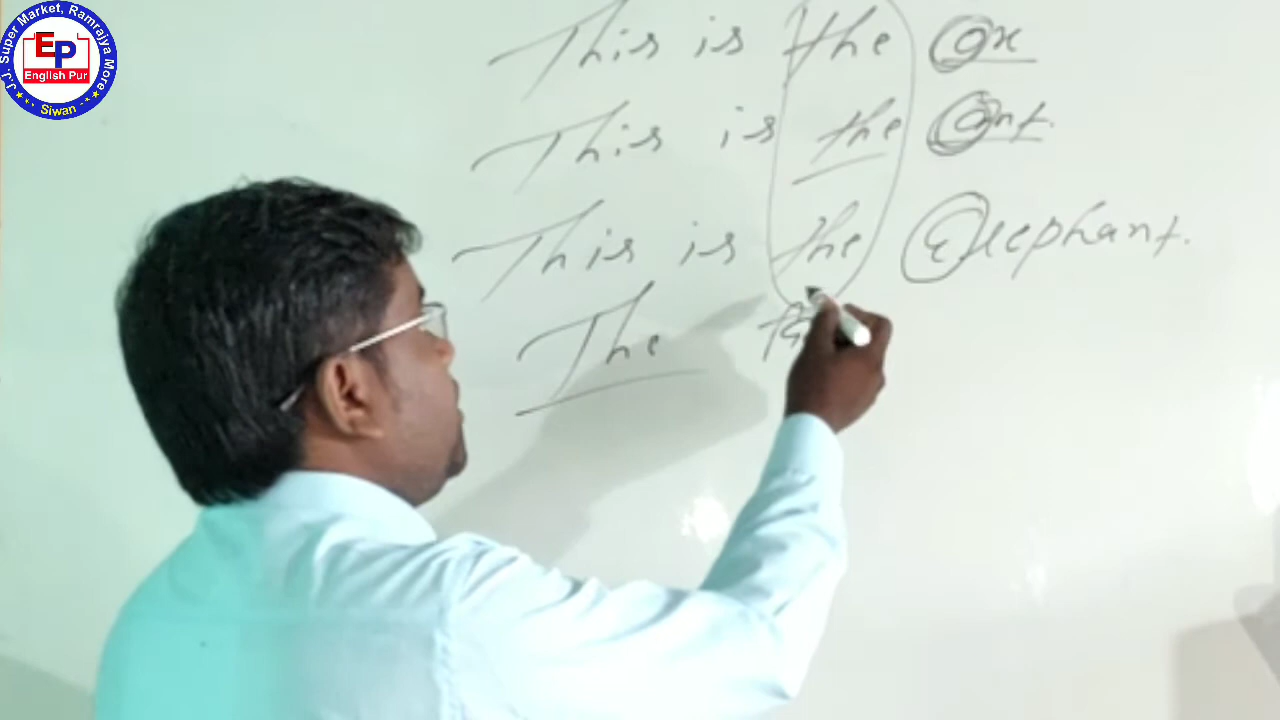 J.J. Super Market, Ramrajya More
EP
English Pur
Siwan
This is the ox
This is the ant.
This is the elephant.
The